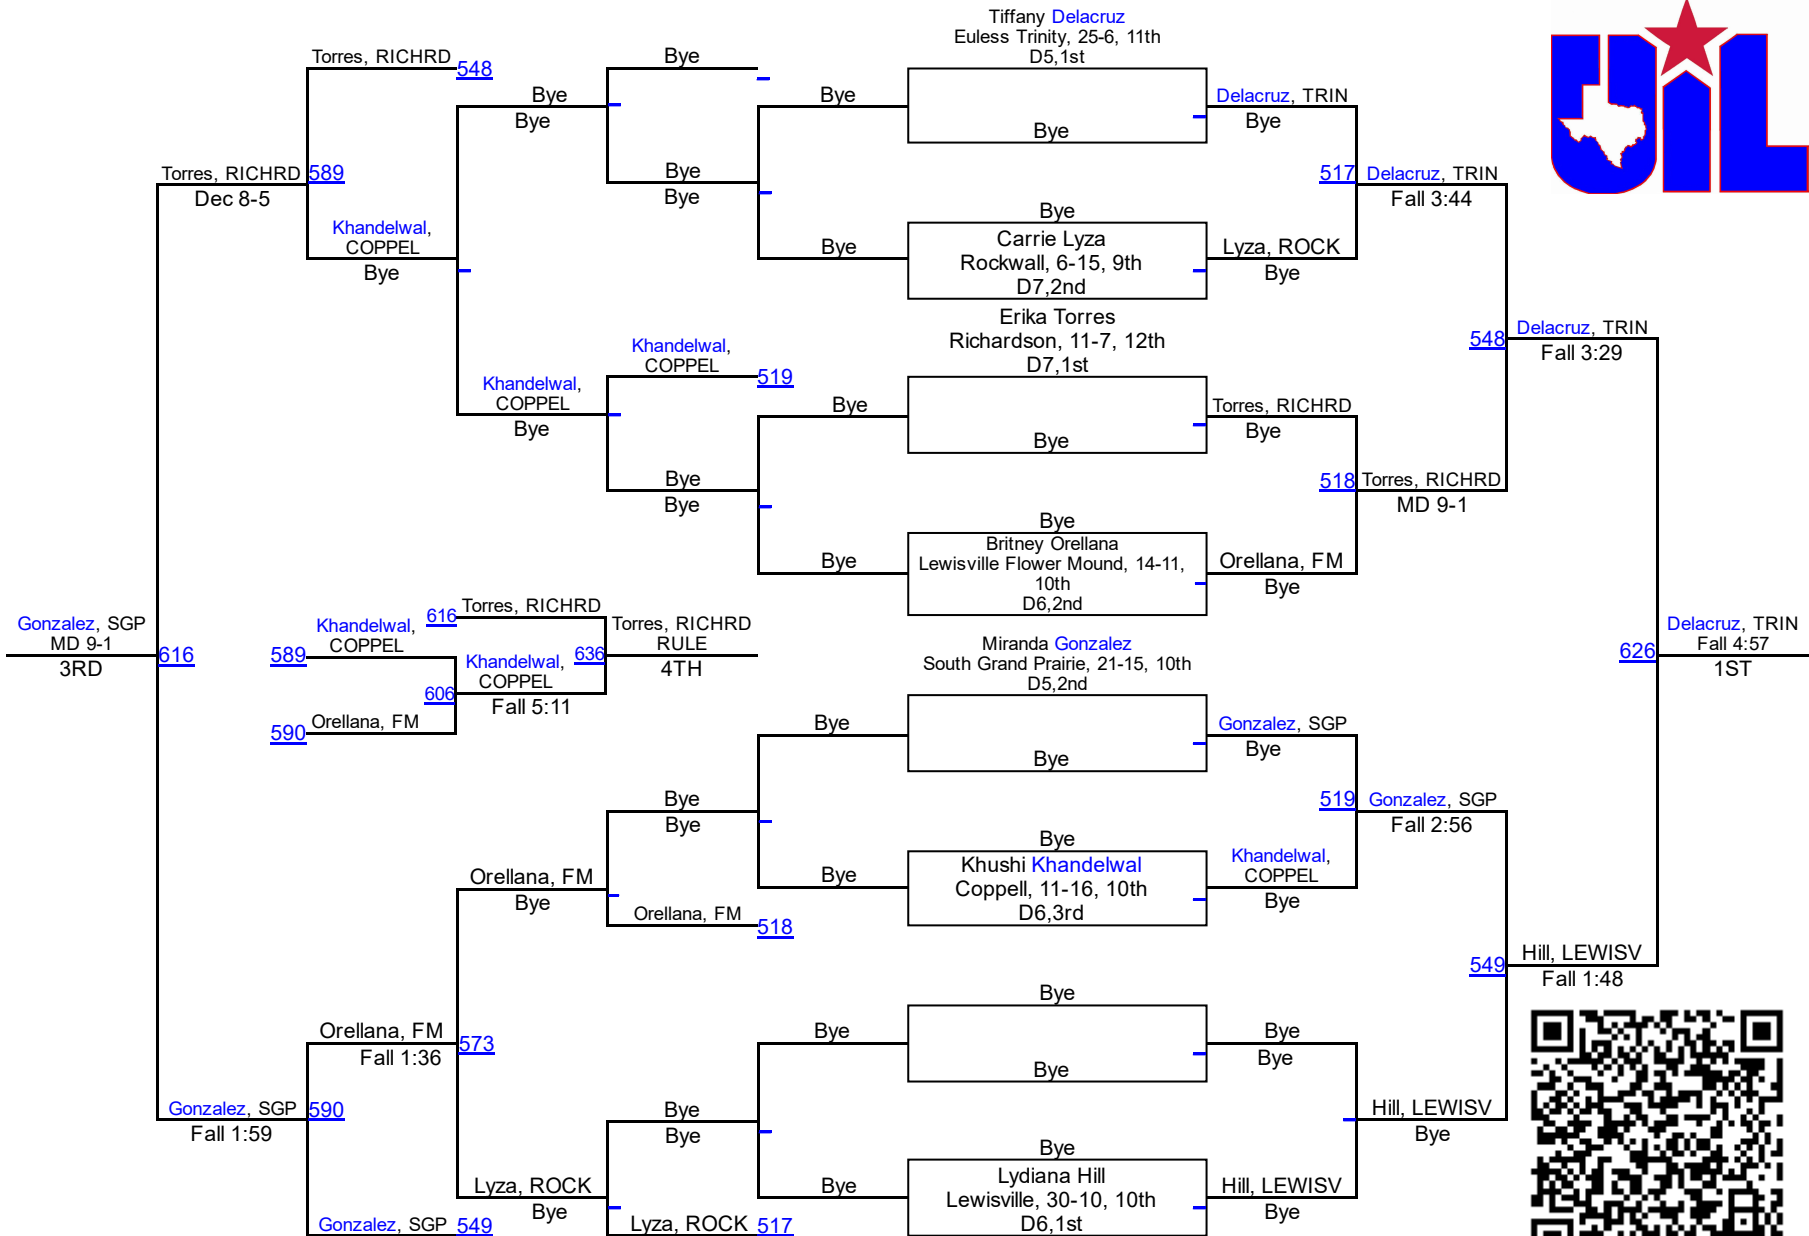 Tiffany Delacruz
Euless Trinity, 25-6, 11th
D5,1st
UIL
Torres, RICHRD
548
Bye
Bye
Bye
Bye
Delacruz, TRIN
Bye
Bye
Bye
Torres, RICHRD
589
Dec 8-5
Bye
Bye
517
Delacruz, TRIN
Fall 3:44
Khandelwal,
COPPEL
Bye
Bye
Bye
Carrie Lyza
Rockwall, 6-15, 9th
D7,2nd
Lyza, ROCK
Bye
Erika Torres
Richardson, 11-7, 12th
D7,1st
Khandelwal,
COPPEL
519
548
Delacruz, TRIN
Fall 3:29
Khandelwal,
COPPEL
Bye
Bye
Torres, RICHRD
Bye
Bye
Bye
Bye
518
Torres, RICHRD
MD 9-1
Bye
Bye
Britney Orellana
Lewisville Flower Mound, 14-11,
10th
D6,2nd
Orellana, FM
Bye
Gonzalez, SGP
MD 9-1
3RD
616
616
Torres, RICHRD
Khandelwal,
COPPEL
589
Khandelwal,
COPPEL
636
Torres, RICHRD
RULE
4TH
606
Fall 5:11
590
Orellana, FM
Miranda Gonzalez
South Grand Prairie, 21-15, 10th
D5,2nd
626
Delacruz, TRIN
Fall 4:57
1ST
Bye
Gonzalez, SGP
Bye
Bye
Bye
Bye
519
Gonzalez, SGP
Fall 2:56
Bye
Bye
Khushi Khandelwal
Coppell, 11-16, 10th
D6,3rd
Khandelwal,
COPPEL
Bye
Orellana, FM
Bye
Orellana, FM
518
549
Hill, LEWISV
Fall 1:48
Bye
Orellana, FM
Fall 1:36
573
Bye
Bye
Bye
Bye
Gonzalez, SGP
590
Fall 1:59
Bye
Bye
Hill, LEWISV
Bye
Bye
Lyza, ROCK
Bye
Bye
Lydiana Hill
Lewisville, 30-10, 10th
D6,1st
Hill, LEWISV
Bye
Gonzalez, SGP
549
Lyza, ROCK
517